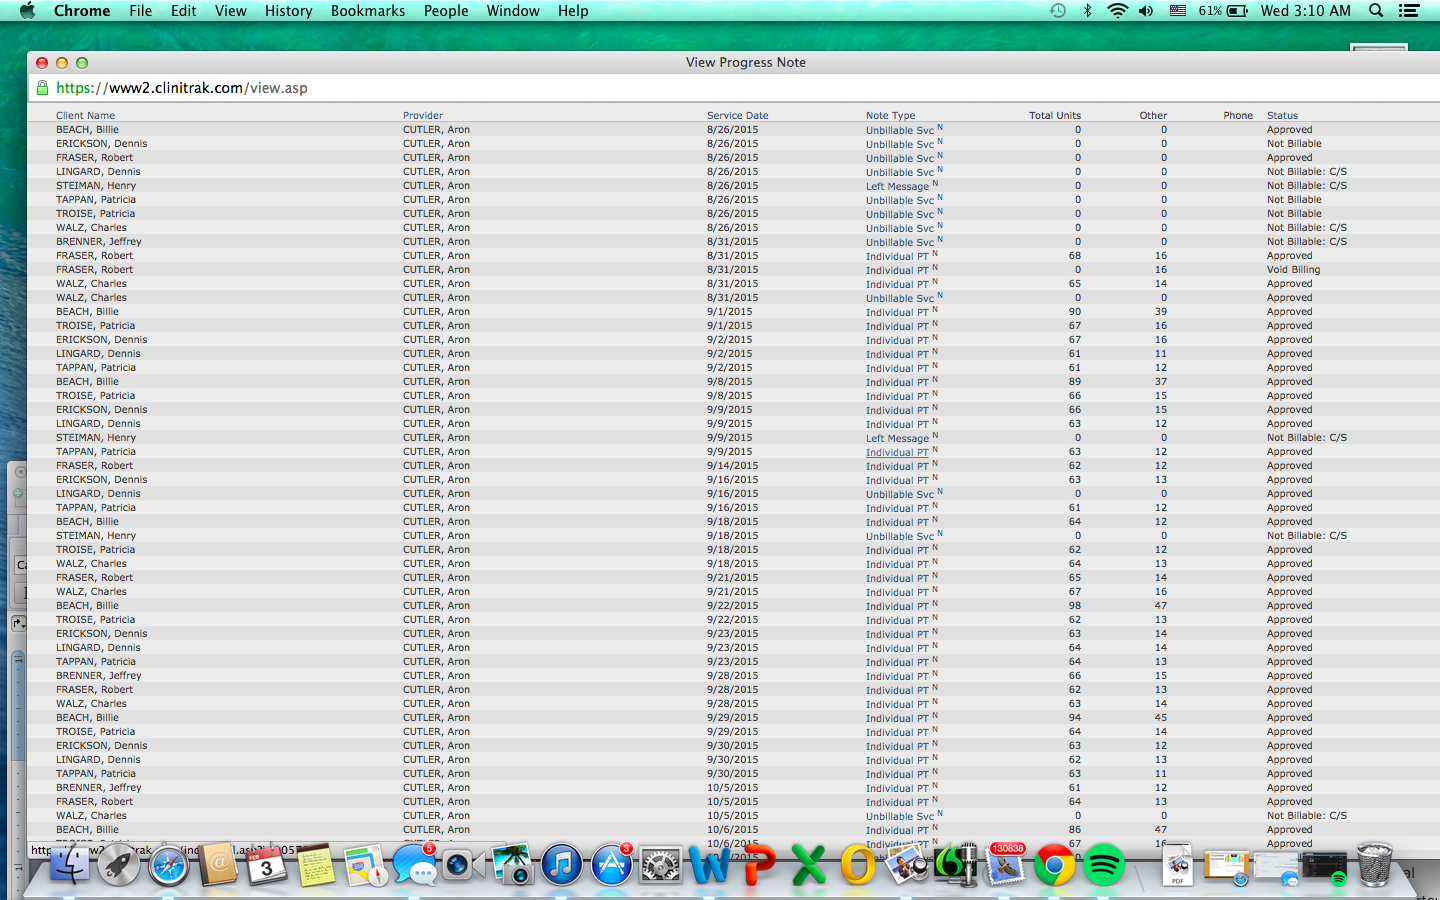 Chrome File Edit View History Bookmarks People Window Help 61% Wed 3:10 AM
View Progress Note
https://www2.clinitrak.com/view.asp
Client Name Provider Service Date Note Type Total Units Other Phone Status
BEACH, Billie CUTLER, Aron 8/26/2015 Unbillable Svc N 0 0 Approved
ERICKSON, Dennis CUTLER, Aron 8/26/2015 Unbillable Svc N 0 0 Not Billable
FRASER, Robert CUTLER, Aron 8/26/2015 Unbillable Svc N 0 0 Approved
LINGARD, Dennis CUTLER, Aron 8/26/2015 Unbillable Svc N 0 0 Not Billable: C/S
STEIMAN, Henry CUTLER, Aron 8/26/2015 Left Message N 0 0 Not Billable: C/S
TAPPAN, Patricia CUTLER, Aron 8/26/2015 Unbillable Svc N 0 0 Not Billable
TROISE, Patricia CUTLER, Aron 8/26/2015 Unbillable Svc N 0 0 Not Billable
WALZ, Charles CUTLER, Aron 8/26/2015 Unbillable Svc N 0 0 Not Billable: C/S
BRENNER, Jeffrey CUTLER, Aron 8/31/2015 Unbillable Svc N 0 0 Not Billable: C/S
FRASER, Robert CUTLER, Aron 8/31/2015 Individual PT N 68 16 Approved
FRASER, Robert CUTLER, Aron 8/31/2015 Individual PT N 0 16 Void Billing
WALZ, Charles CUTLER, Aron 8/31/2015 Individual PT N 65 14 Approved
WALZ, Charles CUTLER, Aron 8/31/2015 Unbillable Svc N 0 0 Approved
BEACH, Billie CUTLER, Aron 9/1/2015 Individual PT N 90 39 Approved
TROISE, Patricia CUTLER, Aron 9/1/2015 Individual PT N 67 16 Approved
ERICKSON, Dennis CUTLER, Aron 9/2/2015 Individual PT N 67 16 Approved
LINGARD, Dennis CUTLER, Aron 9/2/2015 Individual PT N 61 11 Approved
TAPPAN, Patricia CUTLER, Aron 9/2/2015 Individual PT N 61 12 Approved
BEACH, Billie CUTLER, Aron 9/8/2015 Individual PT N 89 37 Approved
TROISE, Patricia CUTLER, Aron 9/8/2015 Individual PT N 66 15 Approved
ERICKSON, Dennis CUTLER, Aron 9/9/2015 Individual PT N 66 15 Approved
LINGARD, Dennis CUTLER, Aron 9/9/2015 Individual PT N 63 12 Approved
STEIMAN, Henry CUTLER, Aron 9/9/2015 Left Message N 0 0 Not Billable: C/S
TAPPAN, Patricia CUTLER, Aron 9/9/2015 Individual PT N 63 12 Approved
FRASER, Robert CUTLER, Aron 9/14/2015 Individual PT N 62 12 Approved
ERICKSON, Dennis CUTLER, Aron 9/16/2015 Individual PT N 63 13 Approved
LINGARD, Dennis CUTLER, Aron 9/16/2015 Unbillable Svc N 0 0 Approved
TAPPAN, Patricia CUTLER, Aron 9/16/2015 Individual PT N 61 12 Approved
BEACH, Billie CUTLER, Aron 9/18/2015 Individual PT N 64 12 Approved
STEIMAN, Henry CUTLER, Aron 9/18/2015 Unbillable Svc N 0 0 Not Billable: C/S
TROISE, Patricia CUTLER, Aron 9/18/2015 Individual PT N 62 12 Approved
WALZ, Charles CUTLER, Aron 9/18/2015 Individual PT N 64 13 Approved
FRASER, Robert CUTLER, Aron 9/21/2015 Individual PT N 65 14 Approved
WALZ, Charles CUTLER, Aron 9/21/2015 Individual PT N 67 16 Approved
BEACH, Billie CUTLER, Aron 9/22/2015 Individual PT N 98 47 Approved
TROISE, Patricia CUTLER, Aron 9/22/2015 Individual PT N 62 13 Approved
ERICKSON, Dennis CUTLER, Aron 9/23/2015 Individual PT N 63 14 Approved
LINGARD, Dennis CUTLER, Aron 9/23/2015 Individual PT N 64 14 Approved
TAPPAN, Patricia CUTLER, Aron 9/23/2015 Individual PT N 64 13 Approved
BRENNER, Jeffrey CUTLER, Aron 9/28/2015 Individual PT N 66 15 Approved
FRASER, Robert CUTLER, Aron 9/28/2015 Individual PT N 62 13 Approved
WALZ, Charles CUTLER, Aron 9/28/2015 Individual PT N 63 14 Approved
BEACH, Billie CUTLER, Aron 9/29/2015 Individual PT N 94 45 Approved
TROISE, Patricia CUTLER, Aron 9/29/2015 Individual PT N 64 14 Approved
ERICKSON, Dennis CUTLER, Aron 9/30/2015 Individual PT N 63 12 Approved
LINGARD, Dennis CUTLER, Aron 9/30/2015 Individual PT N 62 13 Approved
TAPPAN, Patricia CUTLER, Aron 9/30/2015 Individual PT N 63 11 Approved
BRENNER, Jeffrey CUTLER, Aron 10/5/2015 Individual PT N 61 12 Approved
FRASER, Robert CUTLER, Aron 10/5/2015 Individual PT N 64 13 Approved
WALZ, Charles CUTLER, Aron 10/5/2015 Unbillable Svc N 0 0 Not Billable: C/S
BEACH, Billie CUTLER, Aron 10/6/2015 Individual PT N 86 47 Approved
CUTLER, Aron 10/6/2015 Individual PT N 67 Approved
FEB 3 5 3 130838 PDF